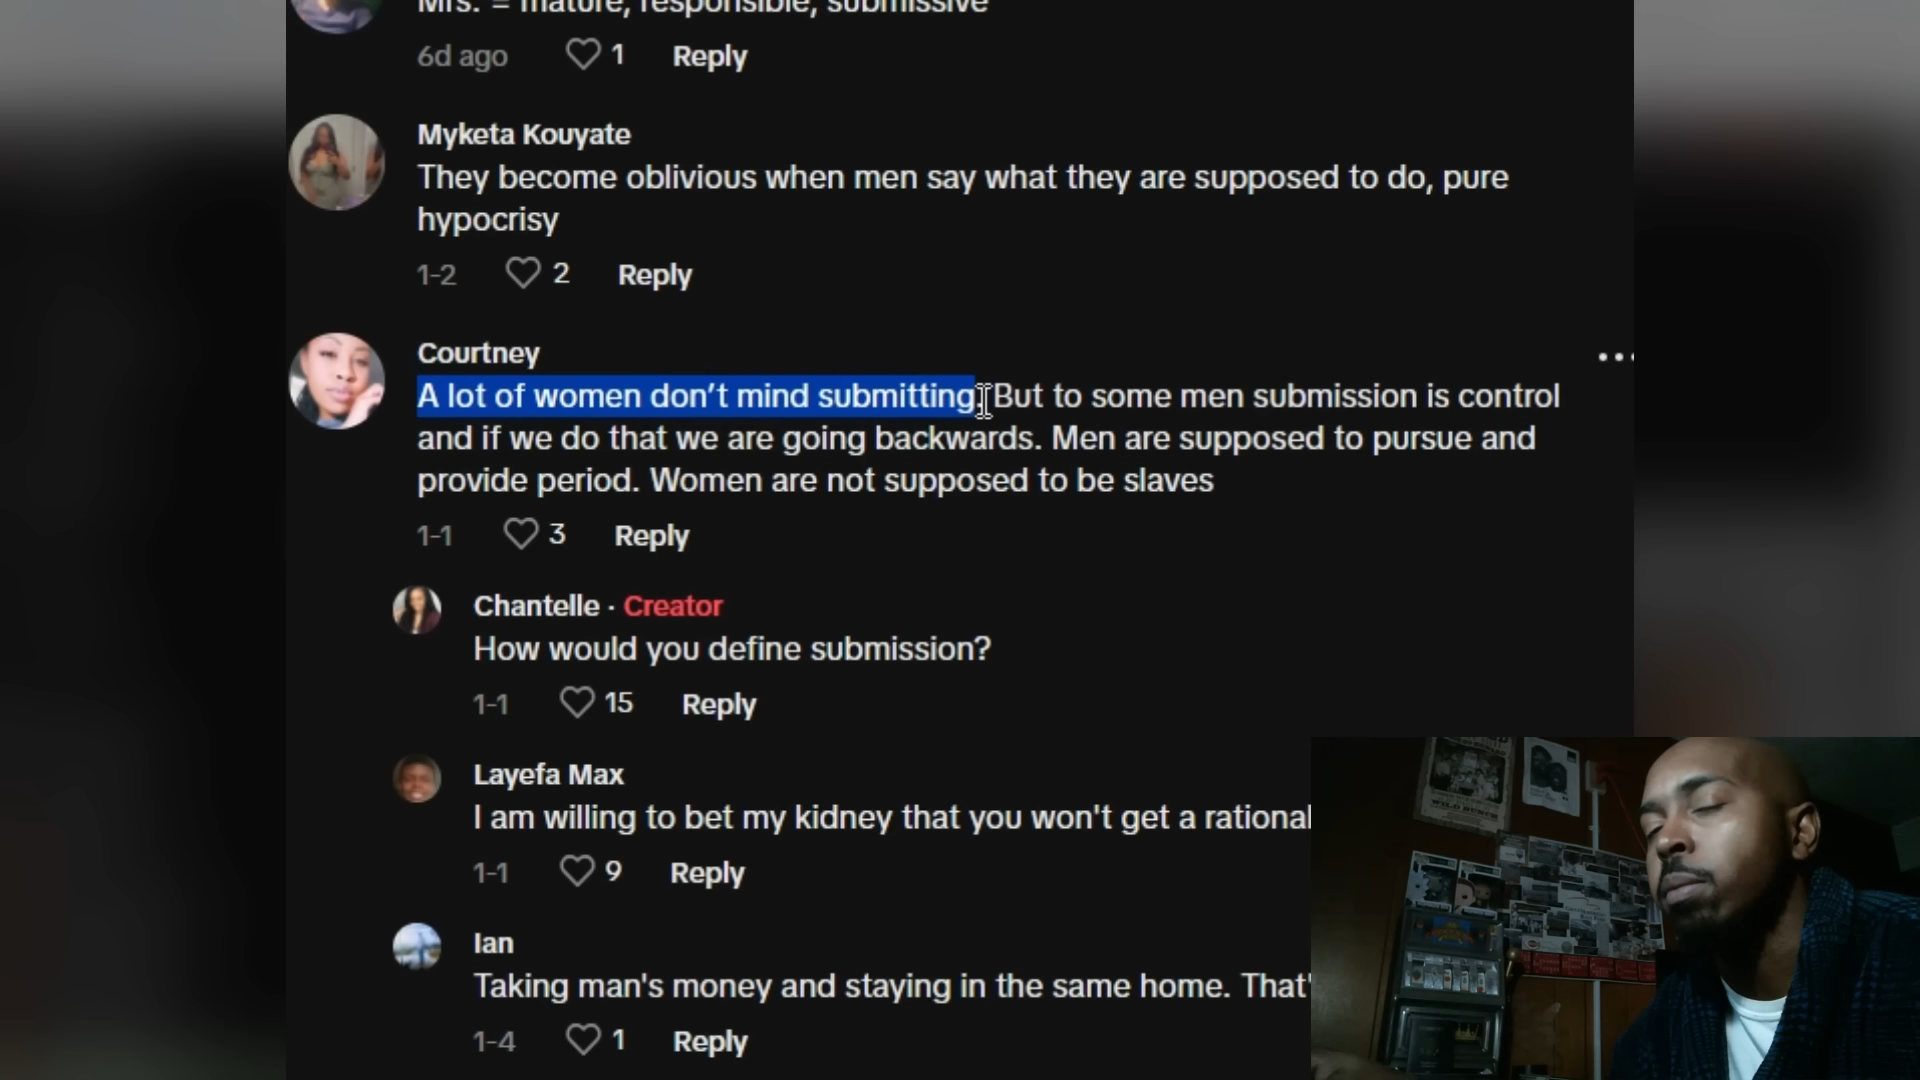 Mrs. = mature, responsible, submissive
6d ago 1 Reply
Myketa Kouyate
They become oblivious when men say what they are supposed to do, pure
hypocrisy
1-2 2 Reply
Courtney
A lot of women don’t mind submitting. But to some men submission is control
and if we do that we are going backwards. Men are supposed to pursue and
provide period. Women are not supposed to be slaves
1-1 3 Reply
Chantelle · Creator
How would you define submission?
1-1 15 Reply
Layefa Max
I am willing to bet my kidney that you won't get a rational
1-1 9 Reply
Ian
Taking man's money and staying in the same home. That'
1-4 1 Reply